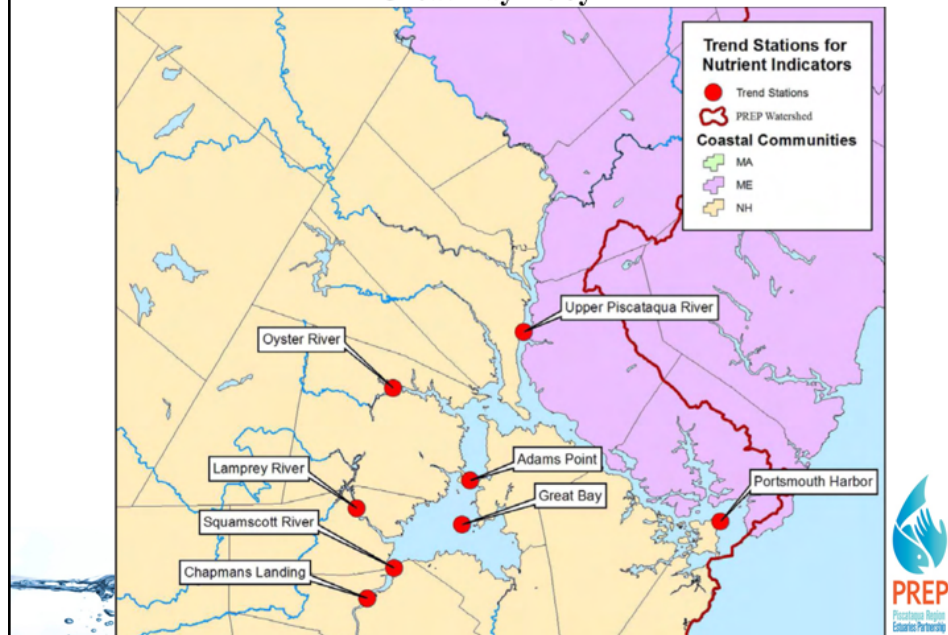 Trend Stations for
Nutrient Indicators
Trend Stations
PREP Watershed
Coastal Communities
MA
ME
NH
Upper Piscataqua River
Oyster River
Adams Point
Lamprey River
Portsmouth Harbor
Great Bay
Squamscott River
Chapmans Landing
PREP
Piscataqua Region
Estuaries Partnership